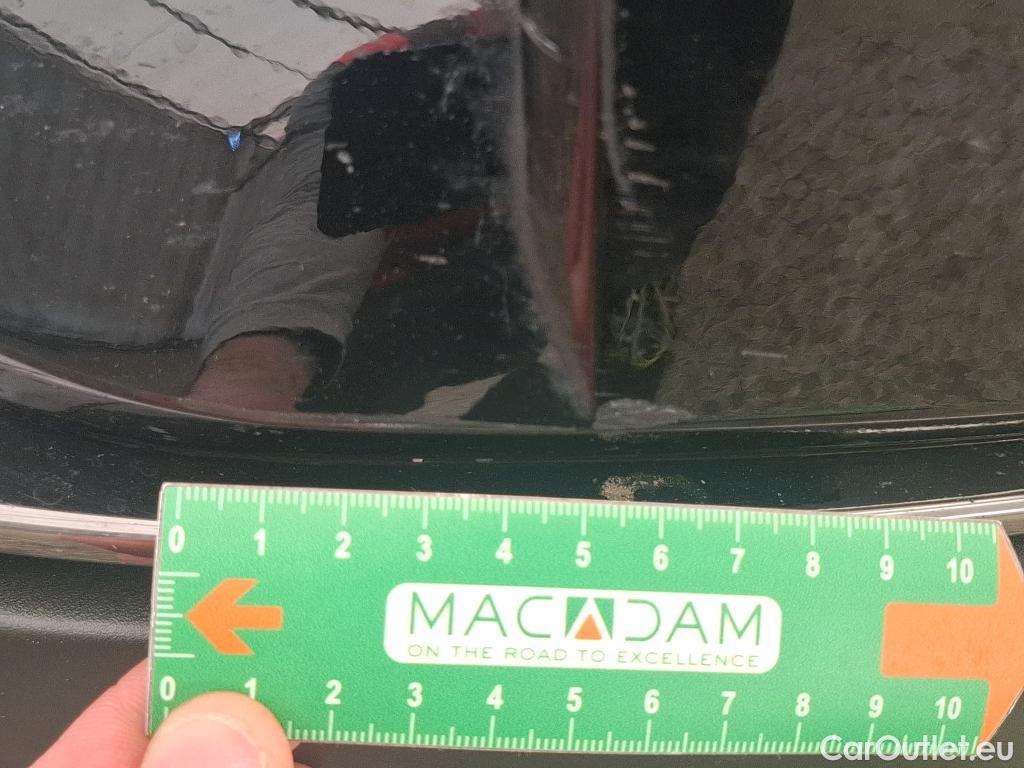 0 1 2 3 4 5 6 7 8 9 10
MACADAM
ON THE ROAD TO EXCELLENCE
0 1 2 3 4 5 6 7 8 9 10
CarOutlet.eu